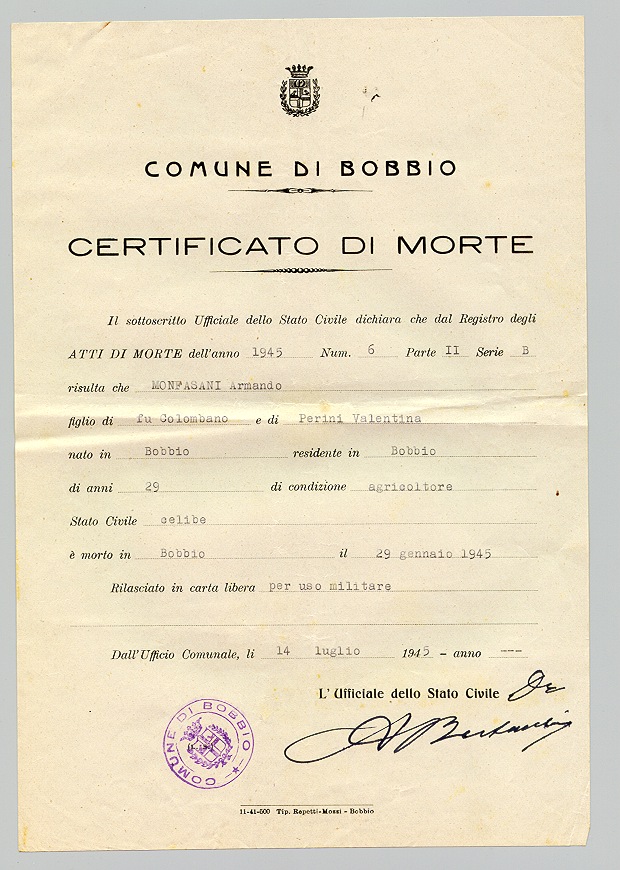 COMUNE DI BOBBIO
CERTIFICATO DI MORTE
Il sottoscritto Ufficiale dello Stato Civile dichiara che dal Registro degli
ATTI DI MORTE dell'anno 1945 Num. 6 Parte II Serie B
risulta che MONFASANI Armando
figlio di fu Colombano e di Perini Valentina
nato in Bobbio residente in Bobbio
di anni 29 di condizione agricoltore
Stato Civile celibe
è morto in Bobbio il 29 gennaio 1945
Rilasciato in carta libera per uso militare
Dall'Ufficio Comunale, li 14 luglio 1945 - anno ---
L'Ufficiale dello Stato Civile
COMUNE DI BOBBIO
11-41-500 Tip. Repetti-Mossi - Bobbio